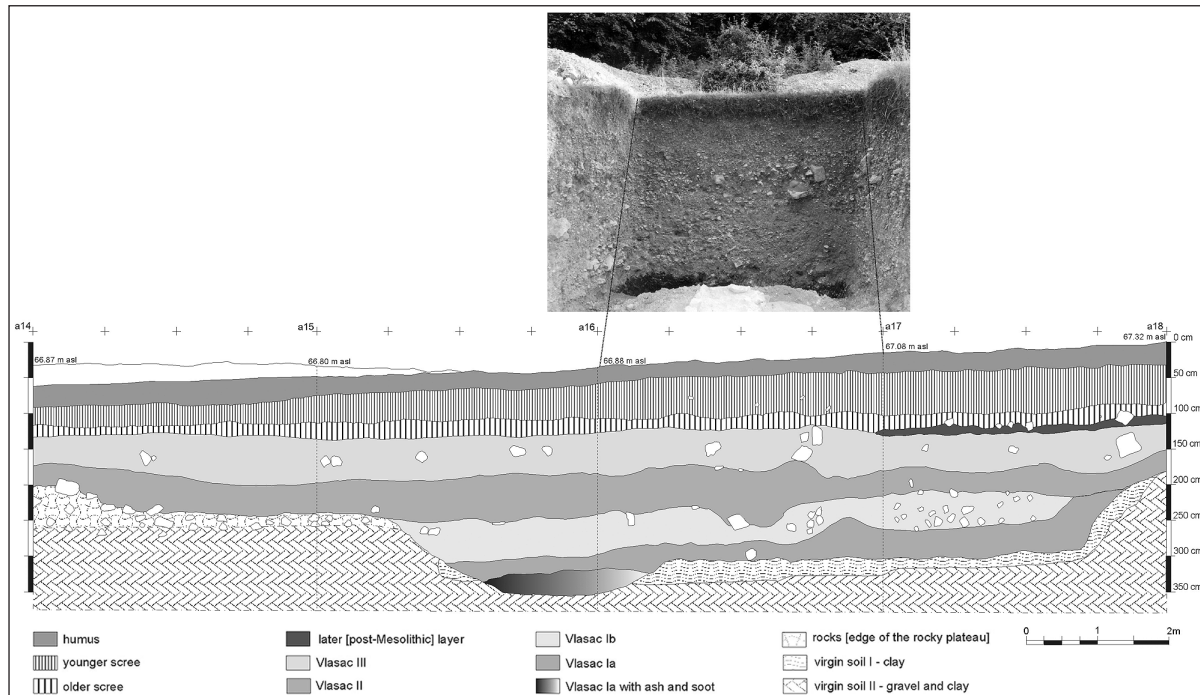 a14 a15 a16 a17 a18
66.87 m asl 66.80 m asl 66.88 m asl 67.08 m asl 67.32 m asl
0 cm
50 cm
100 cm
150 cm
200 cm
250 cm
300 cm
350 cm
humus
younger scree
older scree
later [post-Mesolithic] layer
Vlasac III
Vlasac II
Vlasac Ib
Vlasac Ia
Vlasac Ia with ash and soot
rocks [edge of the rocky plateau]
virgin soil I - clay
virgin soil II - gravel and clay
0 1 2m